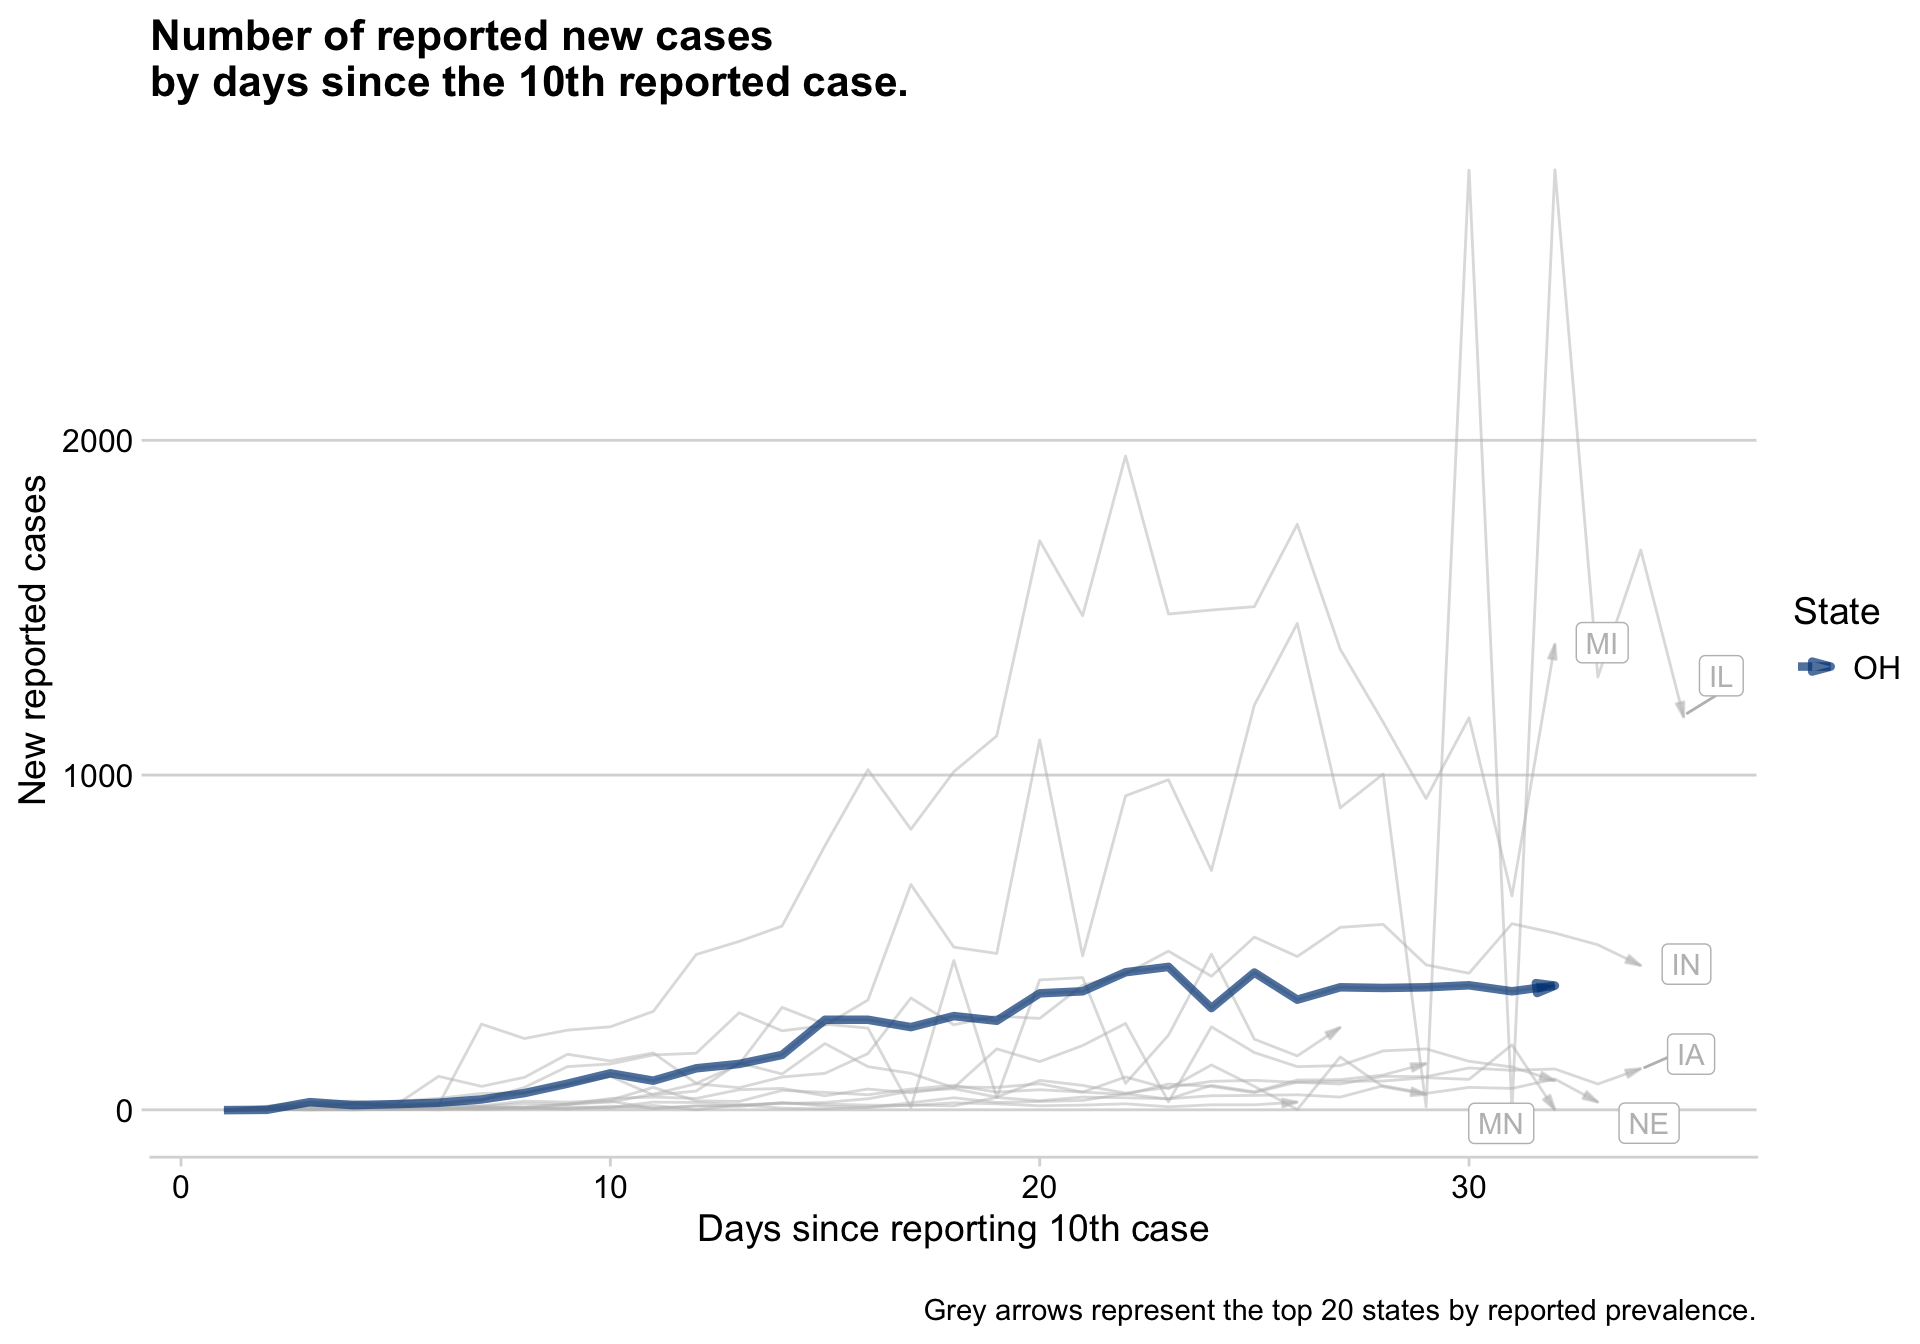 Number of reported new cases
by days since the 10th reported case.
New reported cases
2000
1000
0
MI
IL
IN
IA
MN
NE
State
OH
0
10
20
30
Days since reporting 10th case
Grey arrows represent the top 20 states by reported prevalence.